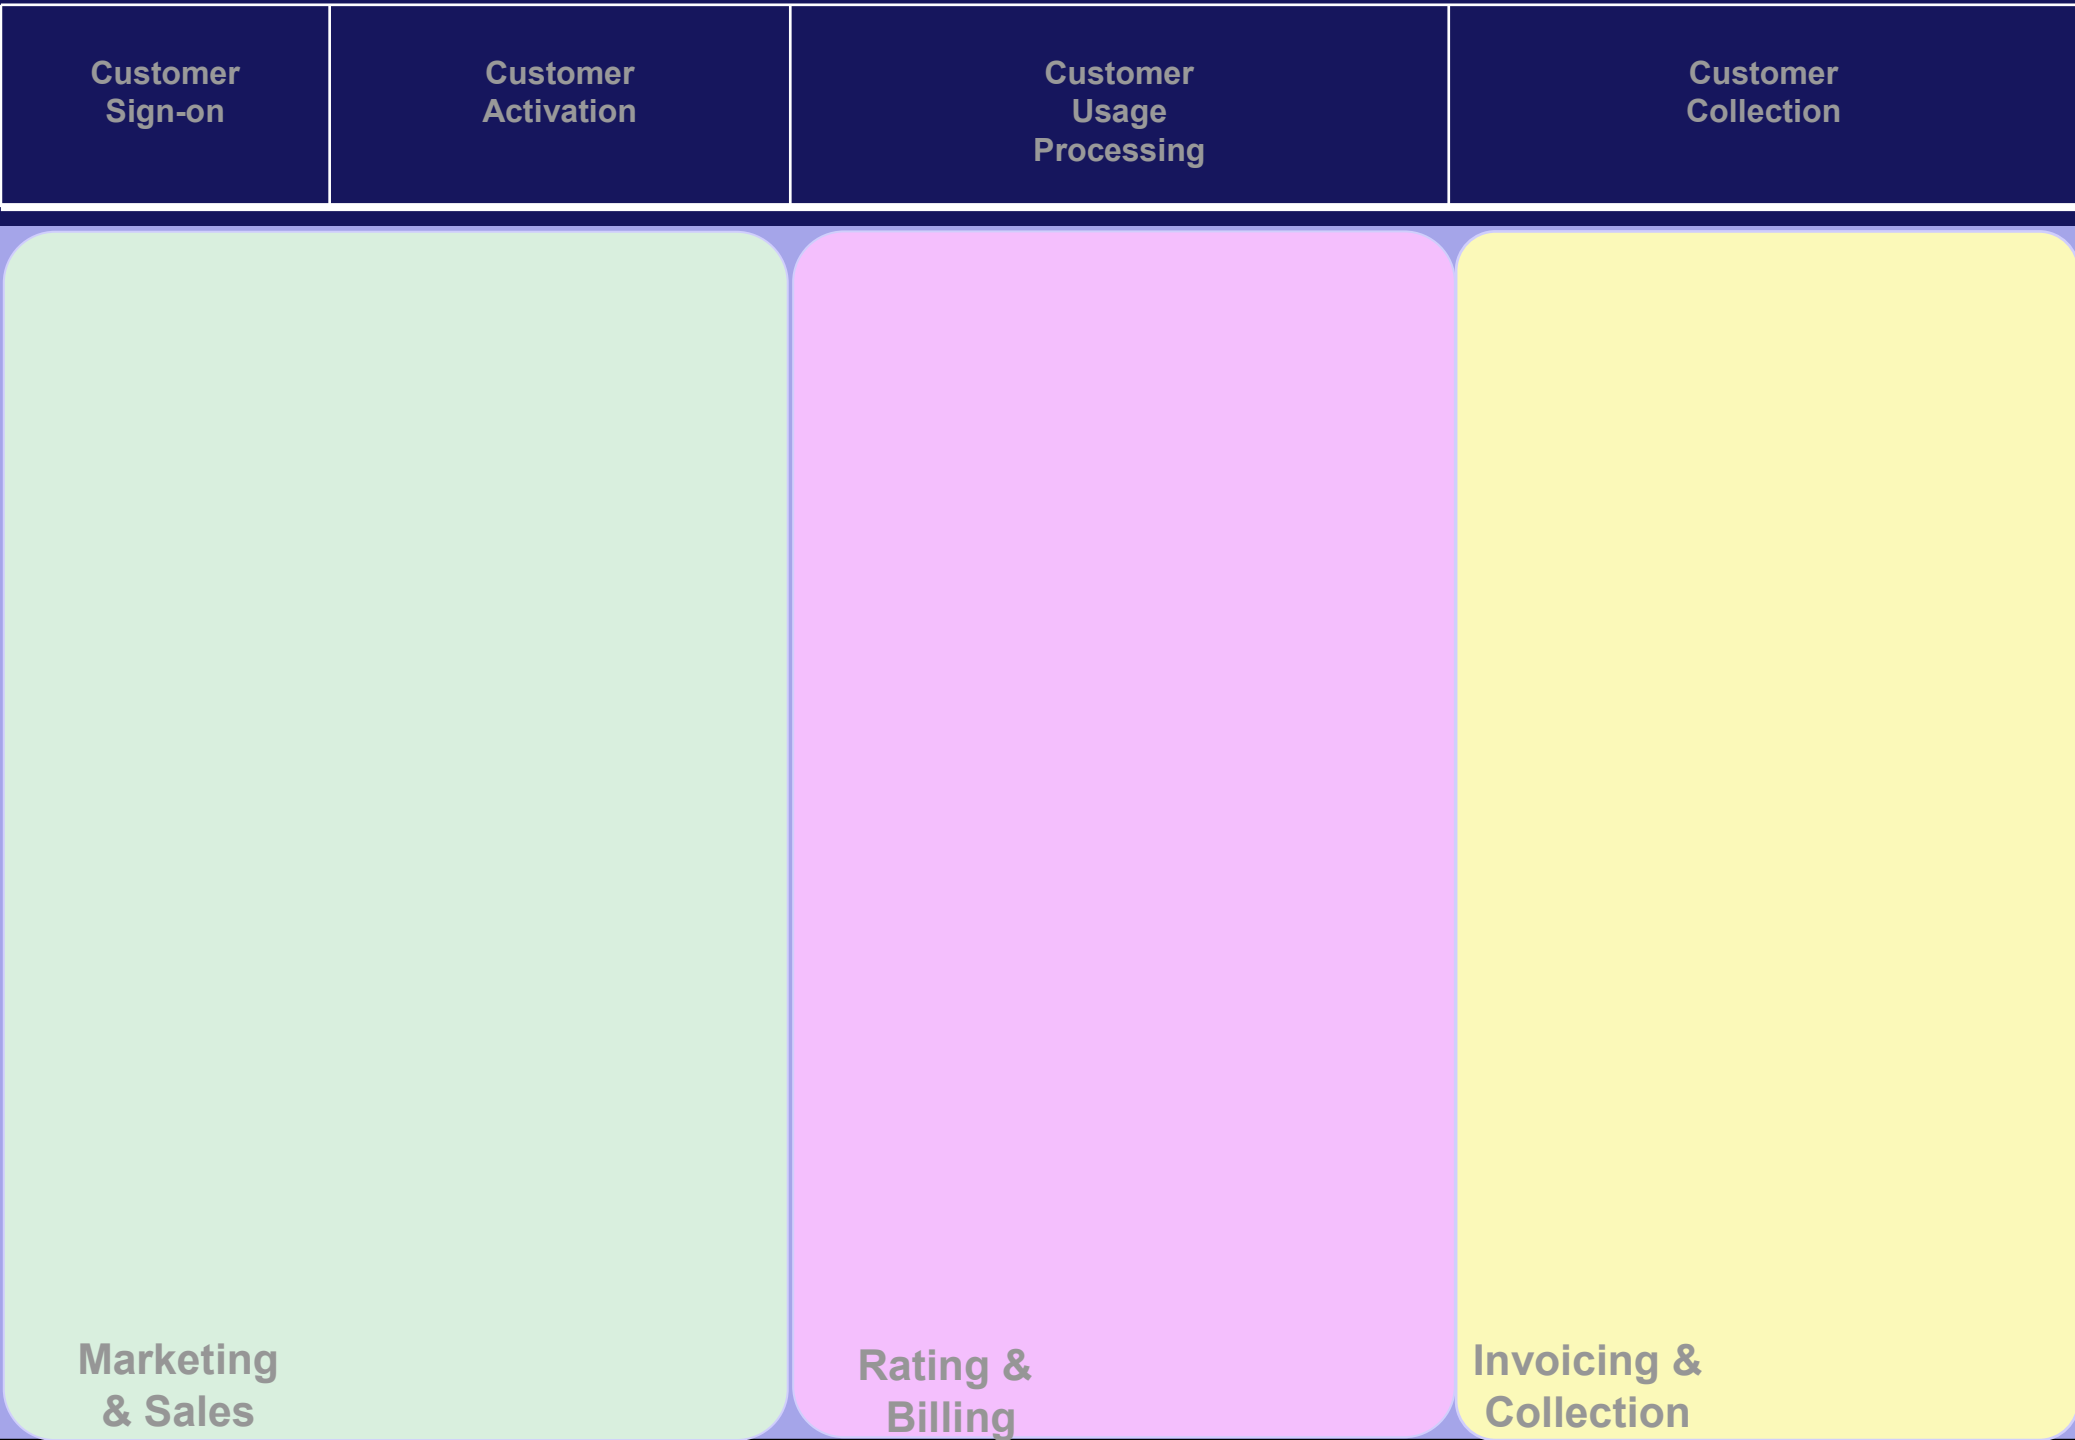 Customer
Sign-on
Customer
Activation
Customer
Usage
Processing
Customer
Collection
Marketing
& Sales
Rating &
Billing
Invoicing &
Collection